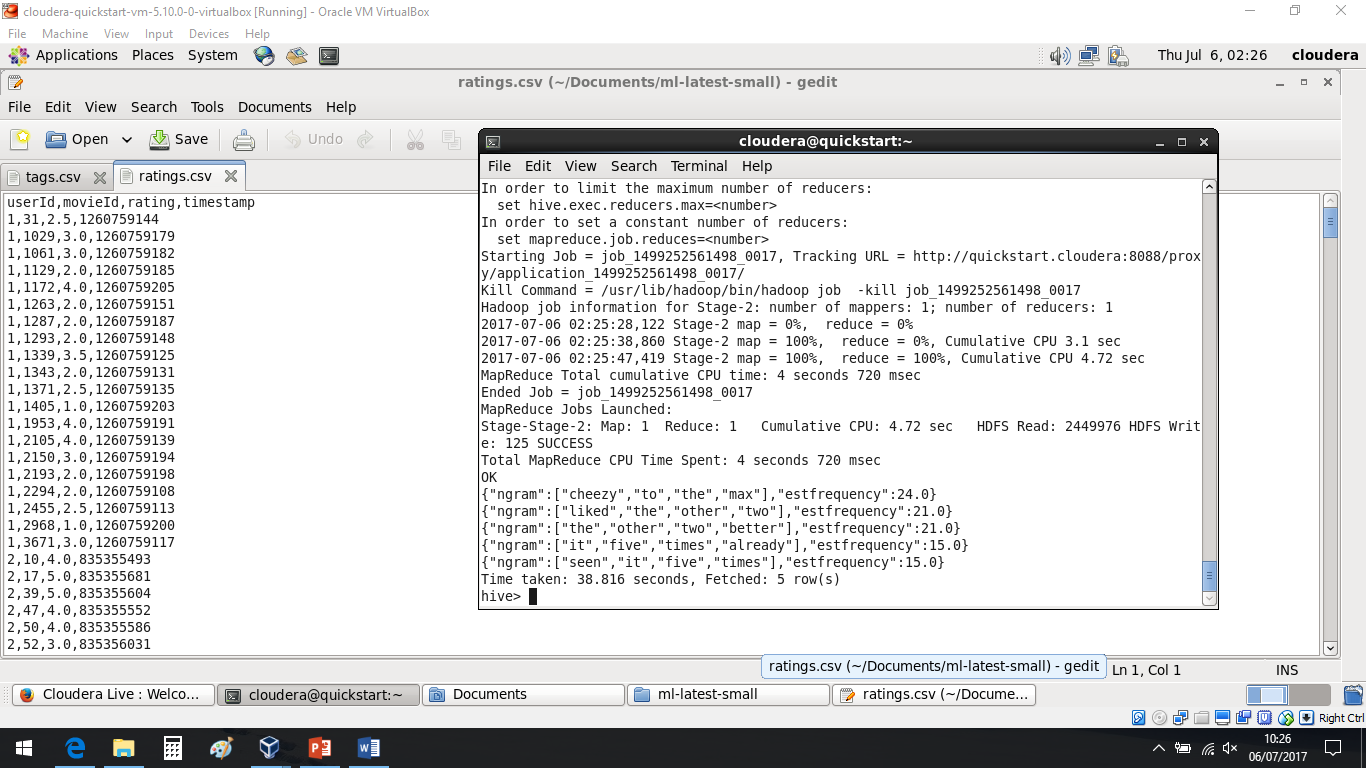 cloudera-quickstart-vm-5.10.0-0-virtualbox [Running] - Oracle VM VirtualBox
File Machine View Input Devices Help
Applications Places System Thu Jul 6, 02:26 cloudera
ratings.csv (~/Documents/ml-latest-small) - gedit
File Edit View Search Tools Documents Help
Open Save Undo
tags.csv ratings.csv
userId,movieId,rating,timestamp
1,31,2.5,1260759144
1,1029,3.0,1260759179
1,1061,3.0,1260759182
1,1129,2.0,1260759185
1,1172,4.0,1260759205
1,1263,2.0,1260759151
1,1287,2.0,1260759187
1,1293,2.0,1260759148
1,1339,3.5,1260759125
1,1343,2.0,1260759131
1,1371,2.5,1260759135
1,1405,1.0,1260759203
1,1953,4.0,1260759191
1,2105,4.0,1260759139
1,2150,3.0,1260759194
1,2193,2.0,1260759198
1,2294,2.0,1260759108
1,2455,2.5,1260759113
1,2968,1.0,1260759200
1,3671,3.0,1260759117
2,10,4.0,835355493
2,17,5.0,835355681
2,39,5.0,835355604
2,47,4.0,835355552
2,50,4.0,835355586
2,52,3.0,835356031
cloudera@quickstart:~
File Edit View Search Terminal Help
In order to limit the maximum number of reducers:
set hive.exec.reducers.max=<number>
In order to set a constant number of reducers:
set mapreduce.job.reduces=<number>
Starting Job = job_1499252561498_0017, Tracking URL = http://quickstart.cloudera:8088/prox
y/application_1499252561498_0017/
Kill Command = /usr/lib/hadoop/bin/hadoop job  -kill job_1499252561498_0017
Hadoop job information for Stage-2: number of mappers: 1; number of reducers: 1
2017-07-06 02:25:28,122 Stage-2 map = 0%,  reduce = 0%
2017-07-06 02:25:38,860 Stage-2 map = 100%,  reduce = 0%, Cumulative CPU 3.1 sec
2017-07-06 02:25:47,419 Stage-2 map = 100%,  reduce = 100%, Cumulative CPU 4.72 sec
MapReduce Total cumulative CPU time: 4 seconds 720 msec
Ended Job = job_1499252561498_0017
MapReduce Jobs Launched:
Stage-Stage-2: Map: 1  Reduce: 1   Cumulative CPU: 4.72 sec   HDFS Read: 2449976 HDFS Writ
e: 125 SUCCESS
Total MapReduce CPU Time Spent: 4 seconds 720 msec
OK
{"ngram":["cheezy","to","the","max"],"estfrequency":24.0}
{"ngram":["liked","the","other","two"],"estfrequency":21.0}
{"ngram":["the","other","two","better"],"estfrequency":21.0}
{"ngram":["it","five","times","already"],"estfrequency":15.0}
{"ngram":["seen","it","five","times"],"estfrequency":15.0}
Time taken: 38.816 seconds, Fetched: 5 row(s)
hive>
ratings.csv (~/Documents/ml-latest-small) - gedit
Ln 1, Col 1 INS
Cloudera Live : Welco... cloudera@quickstart:~ Documents ml-latest-small ratings.csv (~/Docume...
Right Ctrl
10:26
06/07/2017